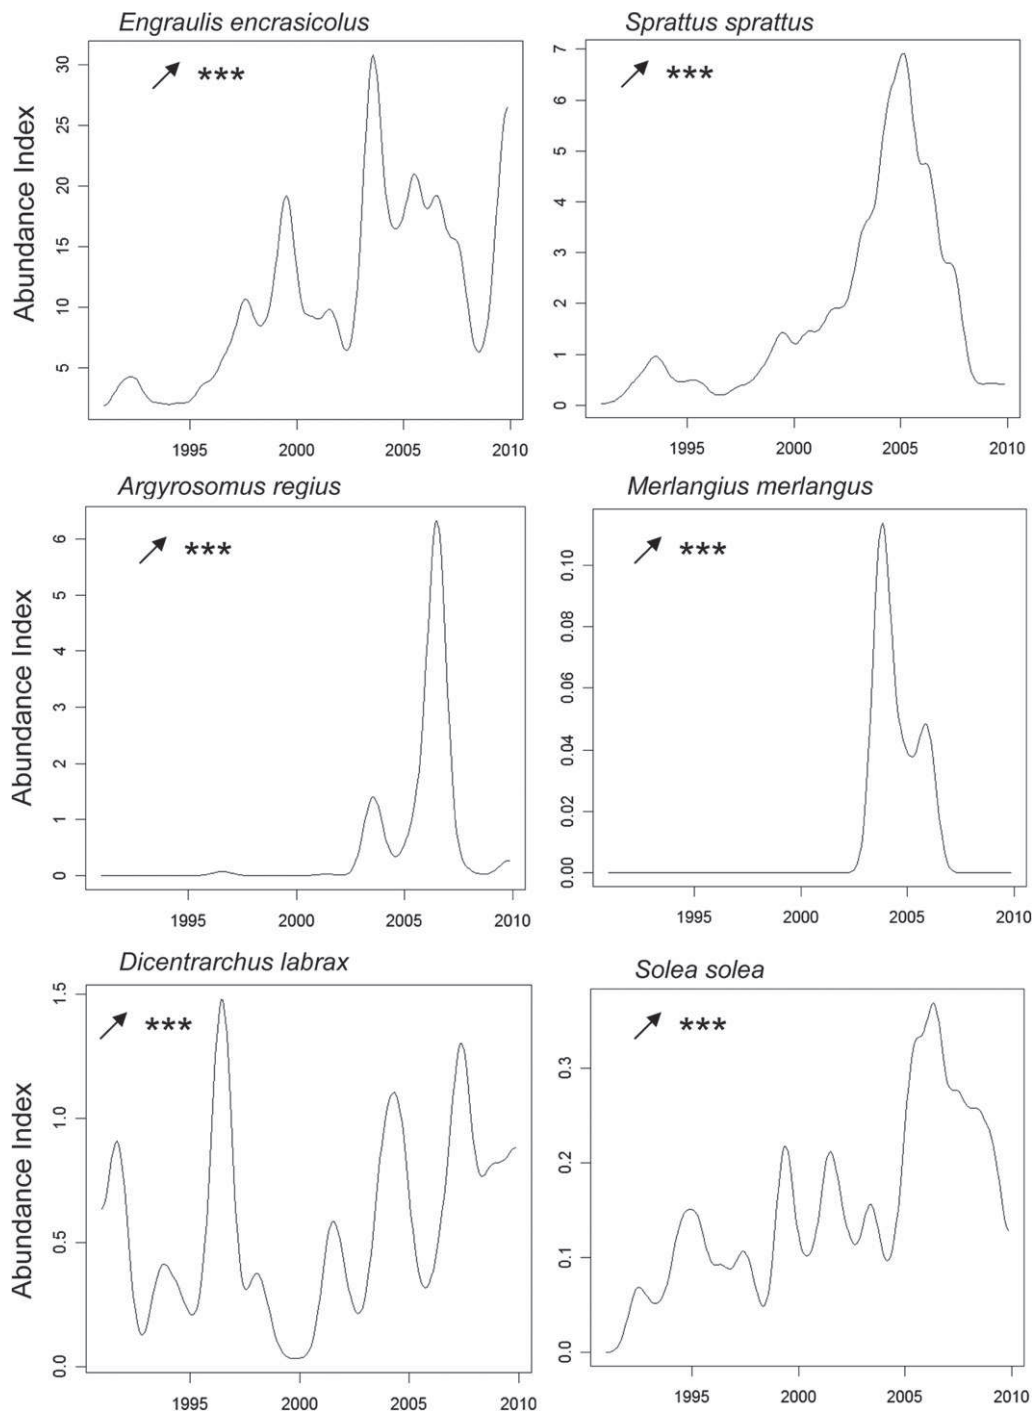 Engraulis encrasicolus
Sprattus sprattus
Abundance Index
***
***
30
25
20
15
10
5
7
6
5
4
3
2
1
0
1995 2000 2005 2010
1995 2000 2005 2010
Argyrosomus regius
Merlangius merlangus
Abundance Index
***
***
6
5
4
3
2
1
0
0.10
0.08
0.06
0.04
0.02
0.00
1995 2000 2005 2010
1995 2000 2005 2010
Dicentrarchus labrax
Solea solea
Abundance Index
***
***
1.5
1.0
0.5
0.0
0.3
0.2
0.1
0.0
1995 2000 2005 2010
1995 2000 2005 2010